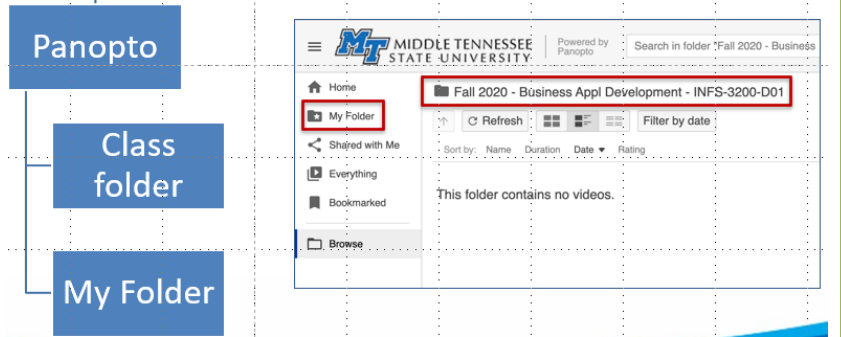 Panopto
Class
folder
My Folder
MT MIDDLE TENNESSEE
STATE UNIVERSITY
Powered by
Panopto
Search in folder "Fall 2020 - Business
Home
My Folder
Shared with Me
Everything
Bookmarked
Browse
Fall 2020 - Business Appl Development - INFS-3200-D01
Refresh Filter by date
Sort by: Name Duration Date ▼ Rating
This folder contains no videos.